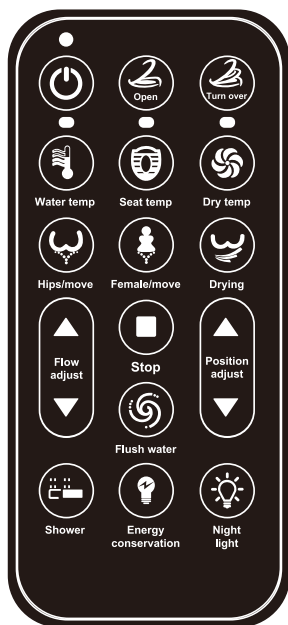 Open
Turn over
Water temp
Seat temp
Dry temp
Hips/move
Female/move
Drying
Flow
adjust
Stop
Position
adjust
Flush water
Shower
Energy
conservation
Night
light